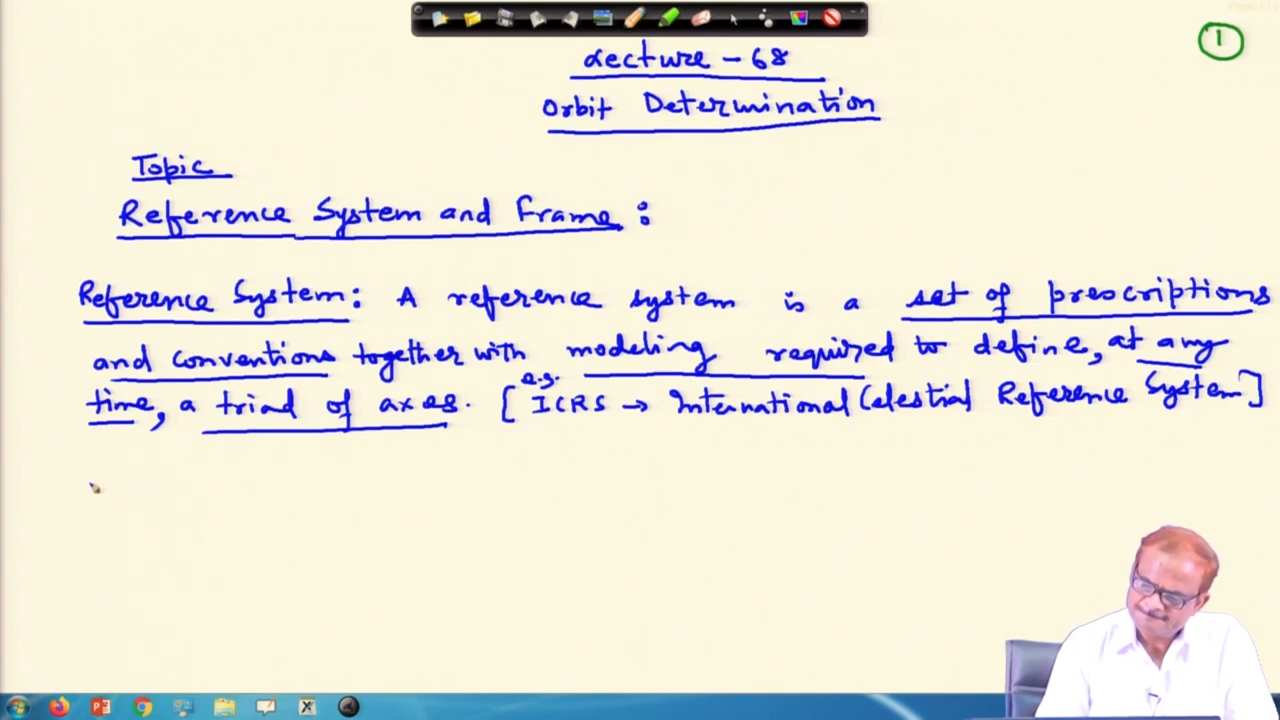 1
Lecture - 68
Orbit Determination
Topic
Reference System and Frame :
Reference System: A reference system is a set of prescriptions
and conventions together with modeling required to define, at any
time, a triad of axes. [e.g. ICRS → International Celestial Reference System]